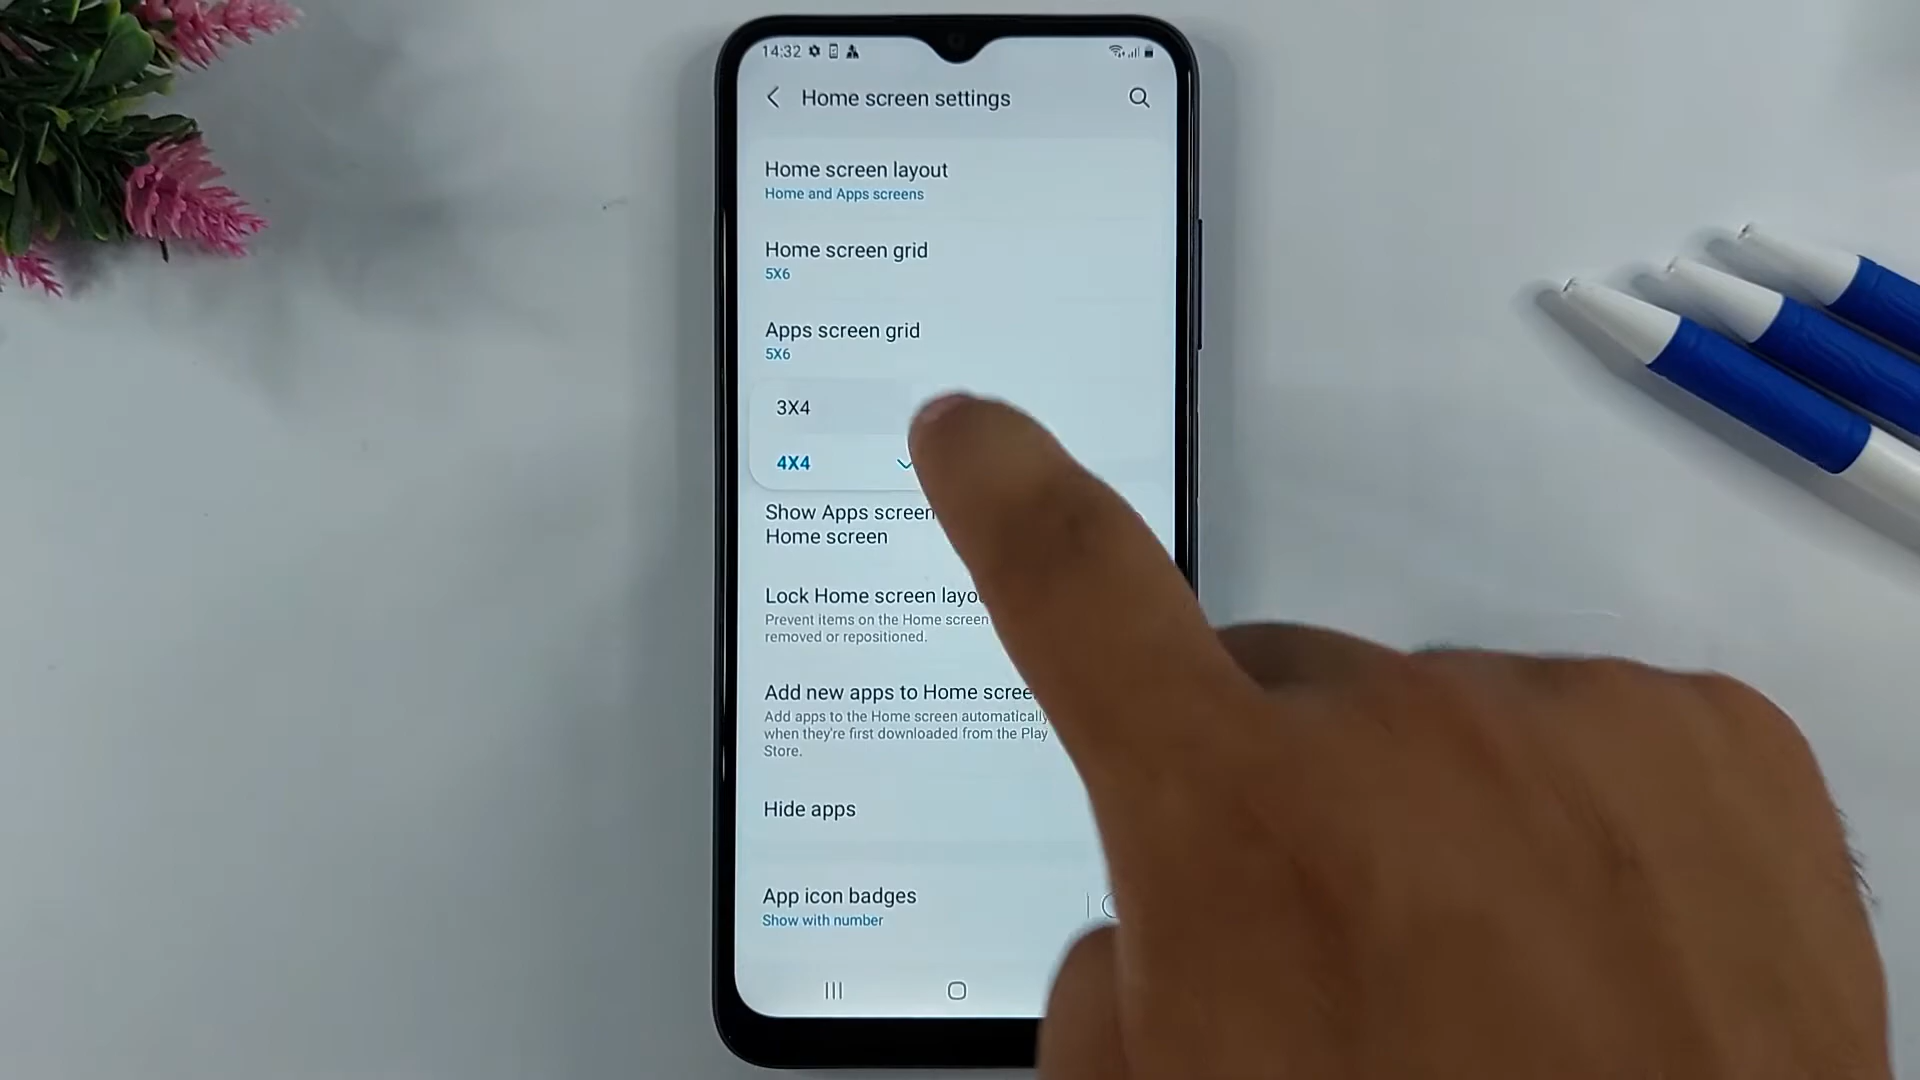 14:32
Home screen settings
Home screen layout
Home and Apps screens
Home screen grid
5X6
Apps screen grid
5X6
3X4
4X4
Show Apps screen
Home screen
Lock Home screen
Prevent items on the Home screen
removed or repositioned.
Add new apps to Home
Add apps to the Home screen automatically
when they're first downloaded from the Play
Store.
Hide apps
App icon badges
Show with number